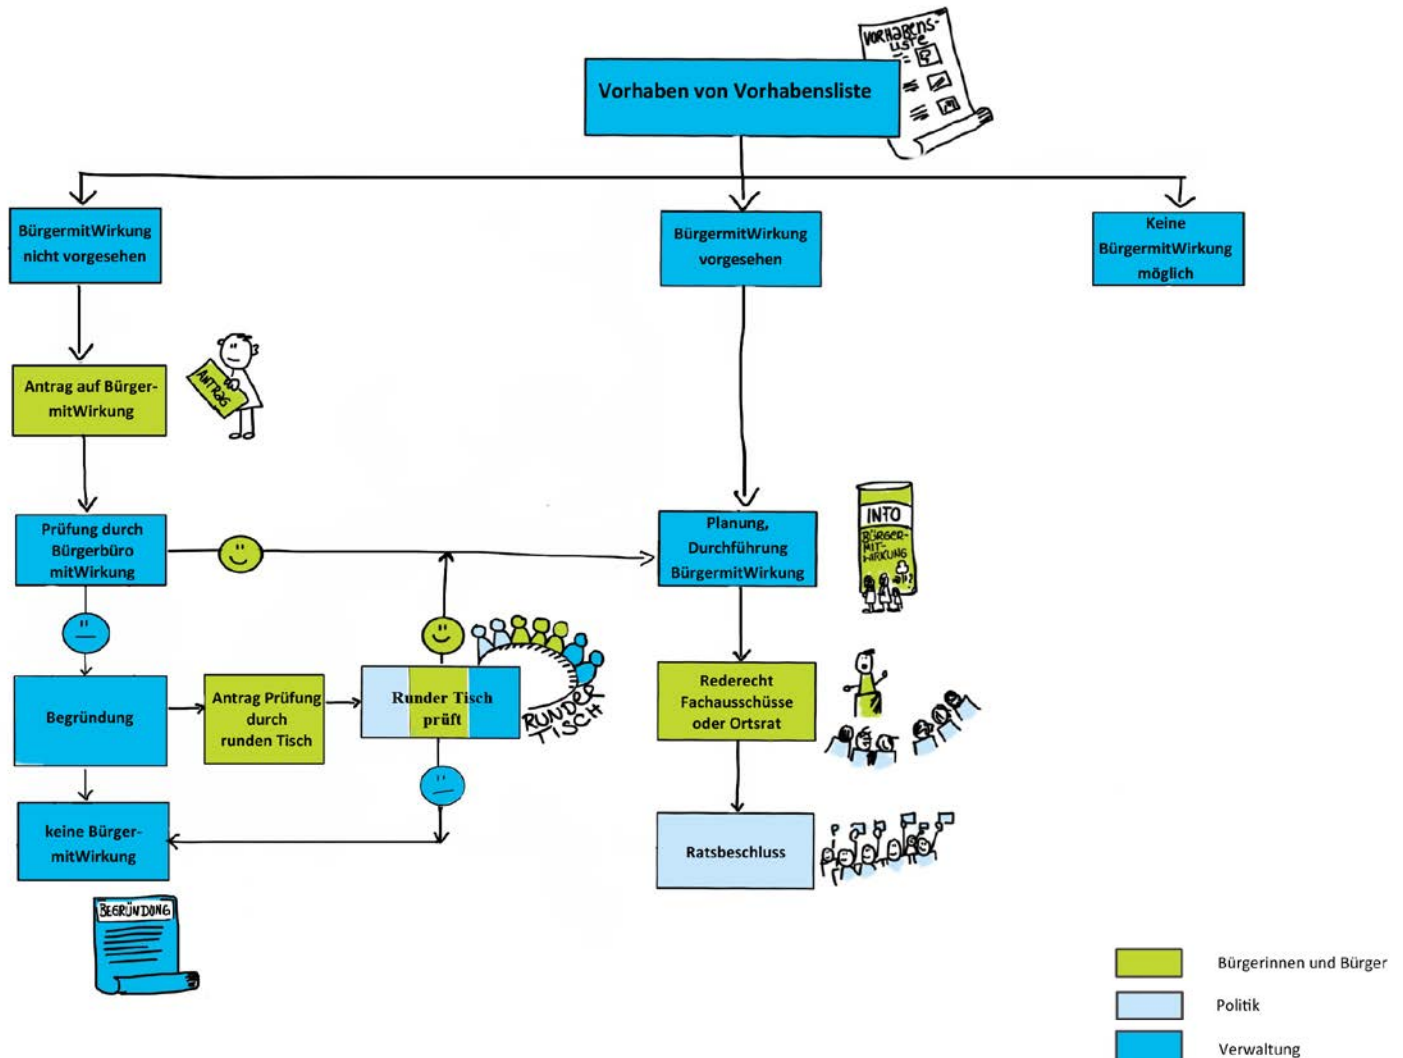 VORHABENS-
LISTE
Vorhaben von Vorhabensliste
BürgermitWirkung
nicht vorgesehen
BürgermitWirkung
vorgesehen
Keine
BürgermitWirkung
möglich
Antrag auf Bürger-
mitWirkung
ANTRAG
Prüfung durch
Bürgerbüro
mitWirkung
Planung,
Durchführung
BürgermitWirkung
INFO
BÜRGER-
MIT-
WIRKUNG
Begründung
Antrag Prüfung
durch
runden Tisch
Runder Tisch
prüft
RUNDER
TISCH
Rederecht
Fachausschüsse
oder Ortsrat
keine Bürger-
mitWirkung
Ratsbeschluss
BEGRÜNDUNG
Bürgerinnen und Bürger
Politik
Verwaltung